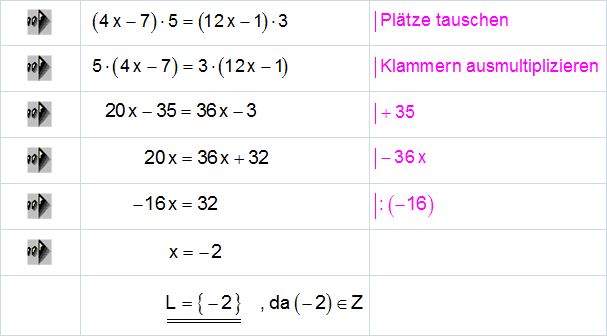 (4x − 7) · 5 = (12x − 1) · 3 | Plätze tauschen
5 · (4x − 7) = 3 · (12x − 1) | Klammern ausmultiplizieren
20x − 35 = 36x − 3 | + 35
20x = 36x + 32 | − 36x
−16x = 32 | : (−16)
x = −2
L = {−2} , da (−2) ∈ Z